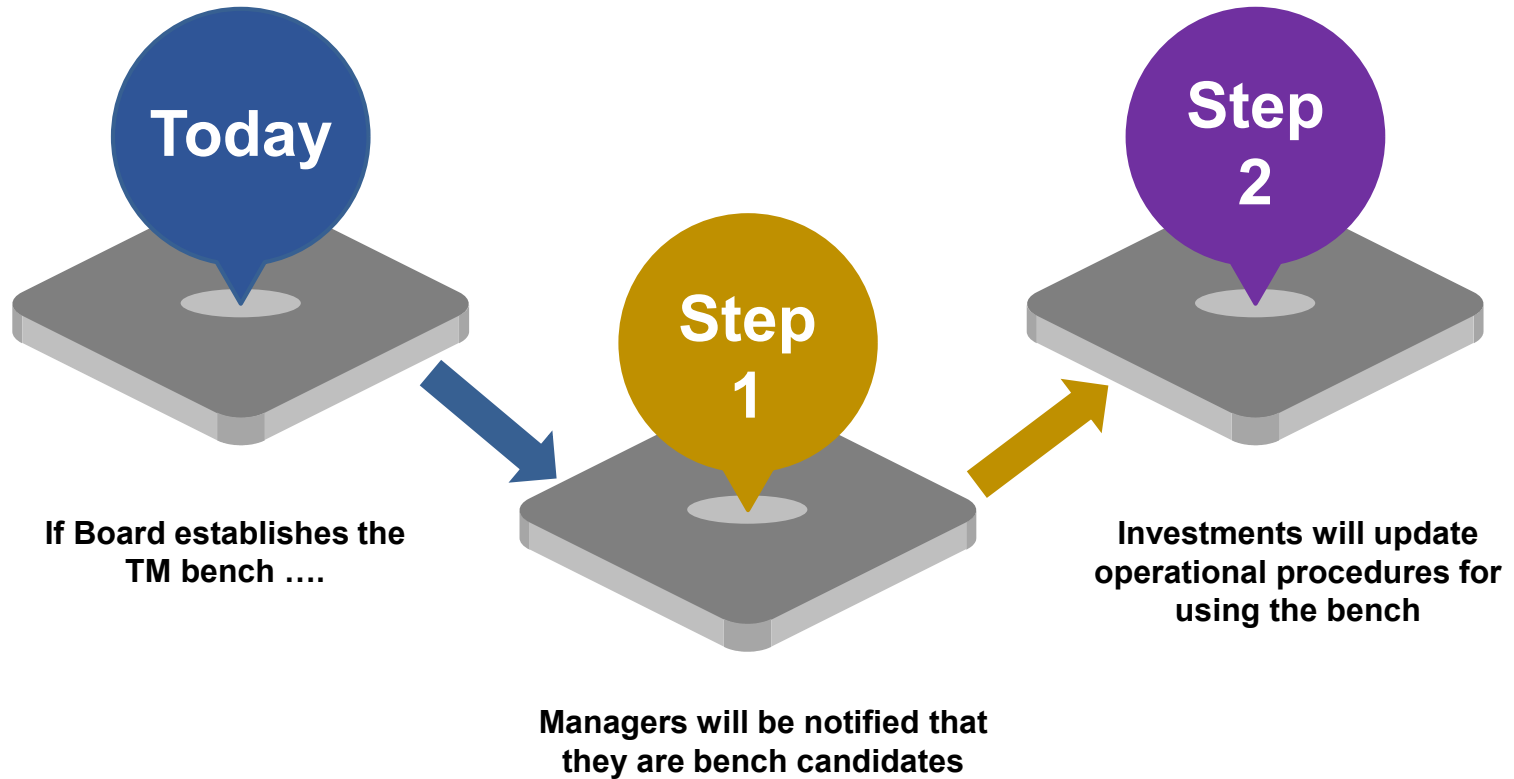 Today
If Board establishes the
TM bench ….
Step
1
Managers will be notified that
they are bench candidates
Step
2
Investments will update
operational procedures for
using the bench